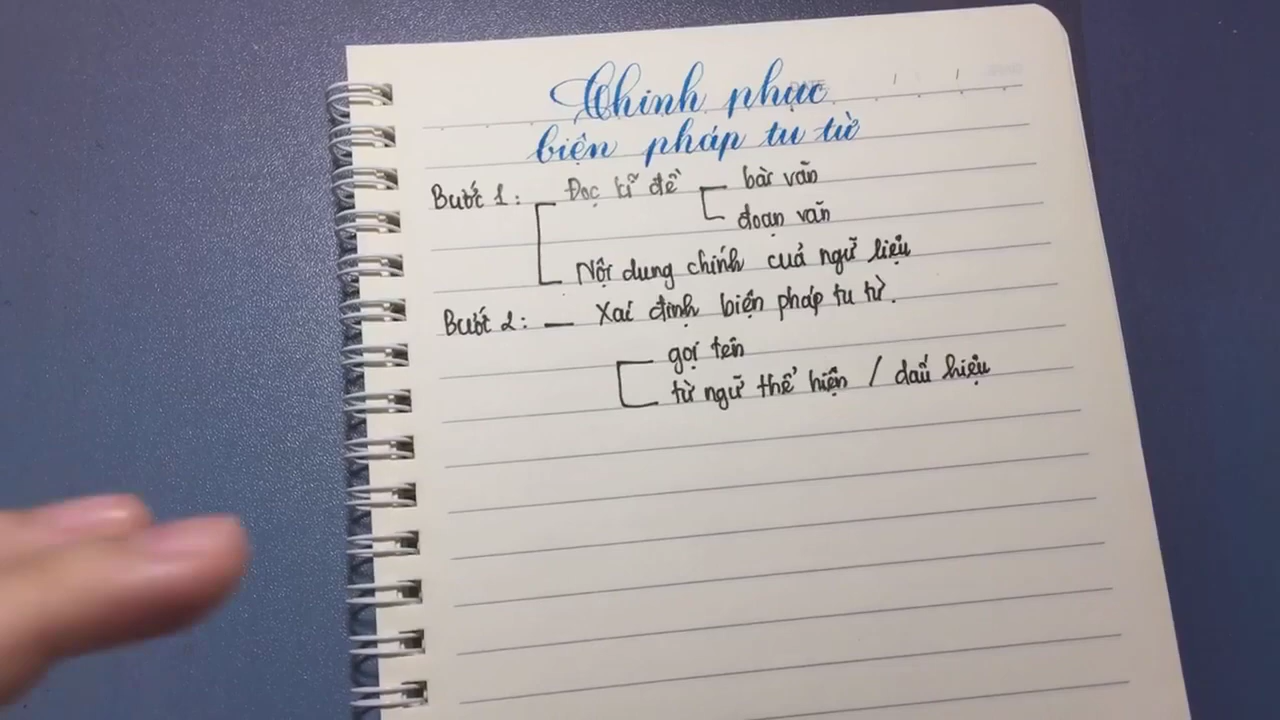 Chinh phục
biện pháp tu từ
Bước 1: Đọc kĩ đề bài văn
đoạn văn
Nội dung chính của ngữ liệu
Bước 2: — Xác định biện pháp tu từ.
gọi tên
từ ngữ thể hiện / dấu hiệu